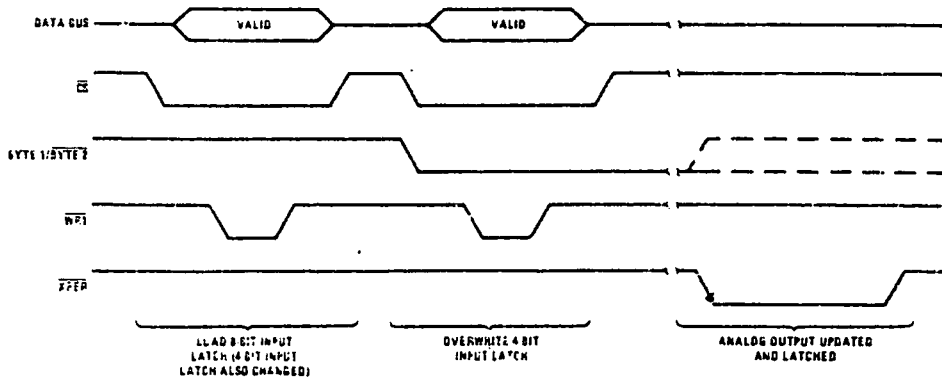 DATA BUS
VALID
VALID
CS
BYTE 1/BYTE 2
WR1
XFER
LOAD 8 BIT INPUT
LATCH (4 BIT INPUT
LATCH ALSO CHANGED)
OVERWRITE 4 BIT
INPUT LATCH
ANALOG OUTPUT UPDATED
AND LATCHED